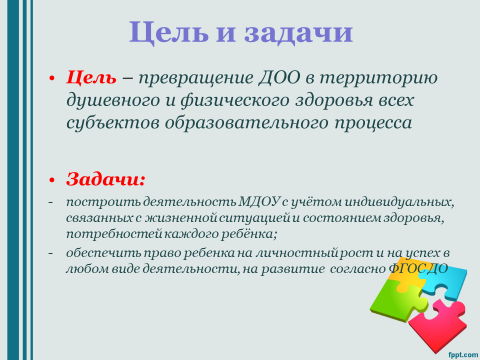 Цель и задачи
• Цель – превращение ДОО в территорию
душевного и физического здоровья всех
субъектов образовательного процесса
• Задачи:
- построить деятельность МДОУ с учётом индивидуальных,
связанных с жизненной ситуацией и состоянием здоровья,
потребностей каждого ребёнка;
- обеспечить право ребенка на личностный рост и на успех в
любом виде деятельности, на развитие согласно ФГОС ДО
fppt.com